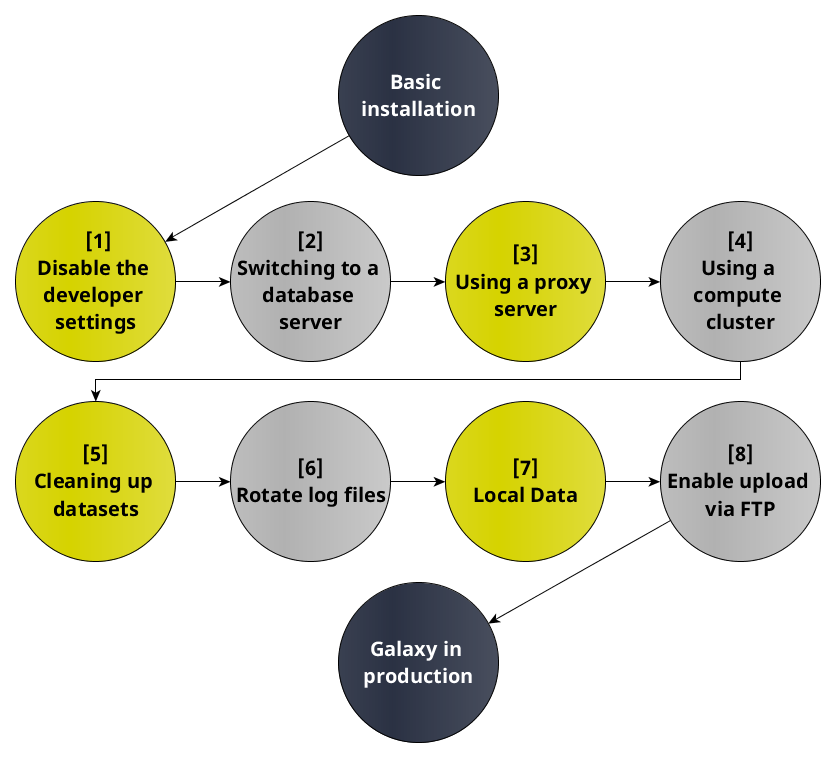 Basic
installation
[1]
Disable the
developer
settings
[2]
Switching to a
database
server
[3]
Using a proxy
server
[4]
Using a
compute
cluster
[5]
Cleaning up
datasets
[6]
Rotate log files
[7]
Local Data
[8]
Enable upload
via FTP
Galaxy in
production